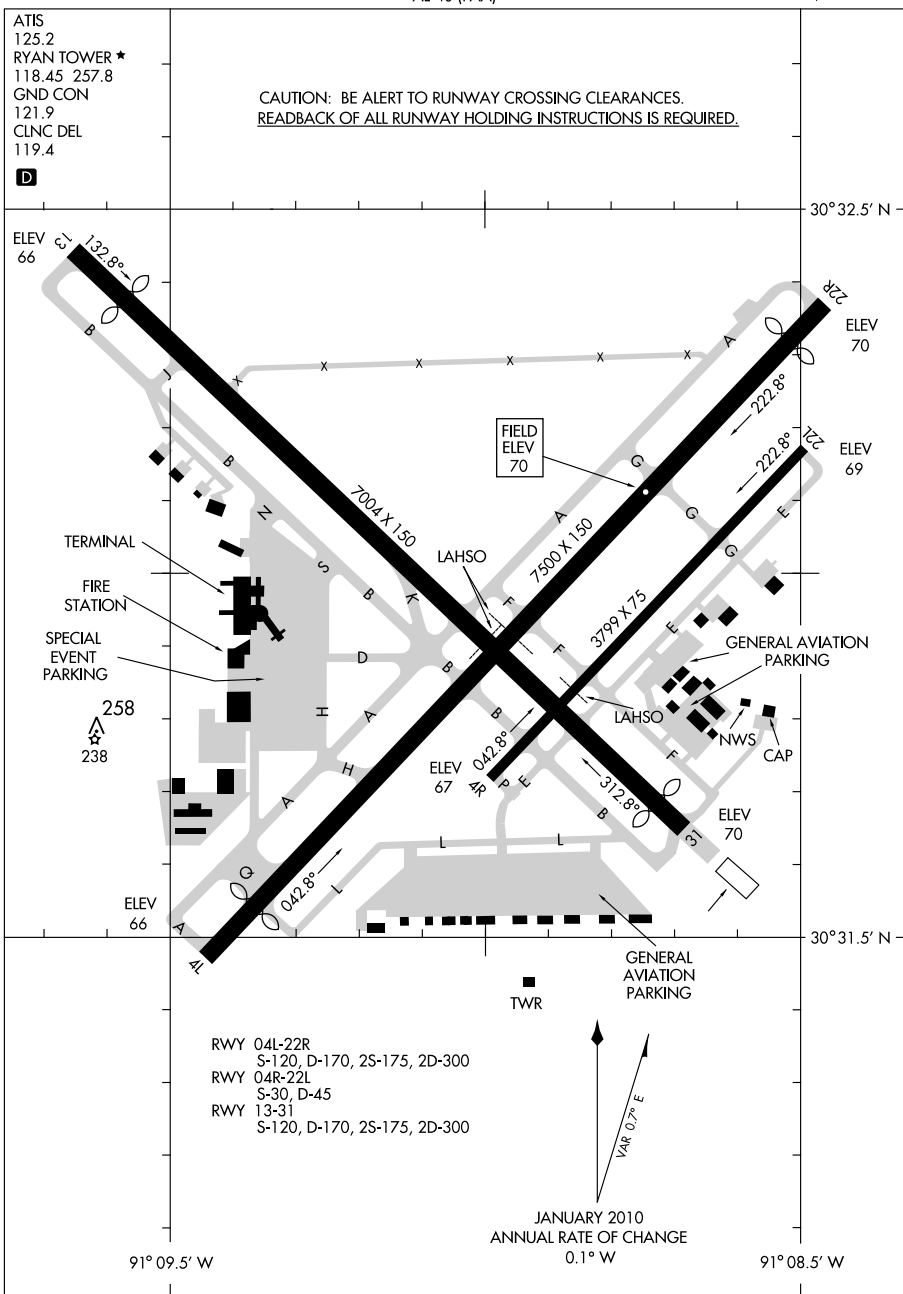 ATIS
125.2
RYAN TOWER ★
118.45 257.8
GND CON
121.9
CLNC DEL
119.4
D
CAUTION: BE ALERT TO RUNWAY CROSSING CLEARANCES.
READBACK OF ALL RUNWAY HOLDING INSTRUCTIONS IS REQUIRED.
30°32.5' N
ELEV
66
13
132.8°
22R
ELEV
70
B
J
X
X
X
X
X
X
A
222.8°
FIELD
ELEV
70
222.8°
22L
ELEV
69
B
G
G
G
E
N
7004 X 150
A
7500 X 150
TERMINAL
S
B
K
LAHSO
F
3799 X 75
FIRE
STATION
E
SPECIAL
EVENT
PARKING
D
B
F
GENERAL AVIATION
PARKING
258
238
H
A
B
LAHSO
NWS
CAP
F
H
042.8°
ELEV
67
4R
P
E
312.8°
A
B
31
ELEV
70
L
L
Q
042.8°
L
ELEV
66
A
4L
30°31.5' N
GENERAL
AVIATION
PARKING
TWR
RWY 04L-22R
S-120, D-170, 2S-175, 2D-300
RWY 04R-22L
S-30, D-45
RWY 13-31
S-120, D-170, 2S-175, 2D-300
VAR 0.7° E
JANUARY 2010
ANNUAL RATE OF CHANGE
0.1° W
91°09.5' W
91°08.5' W